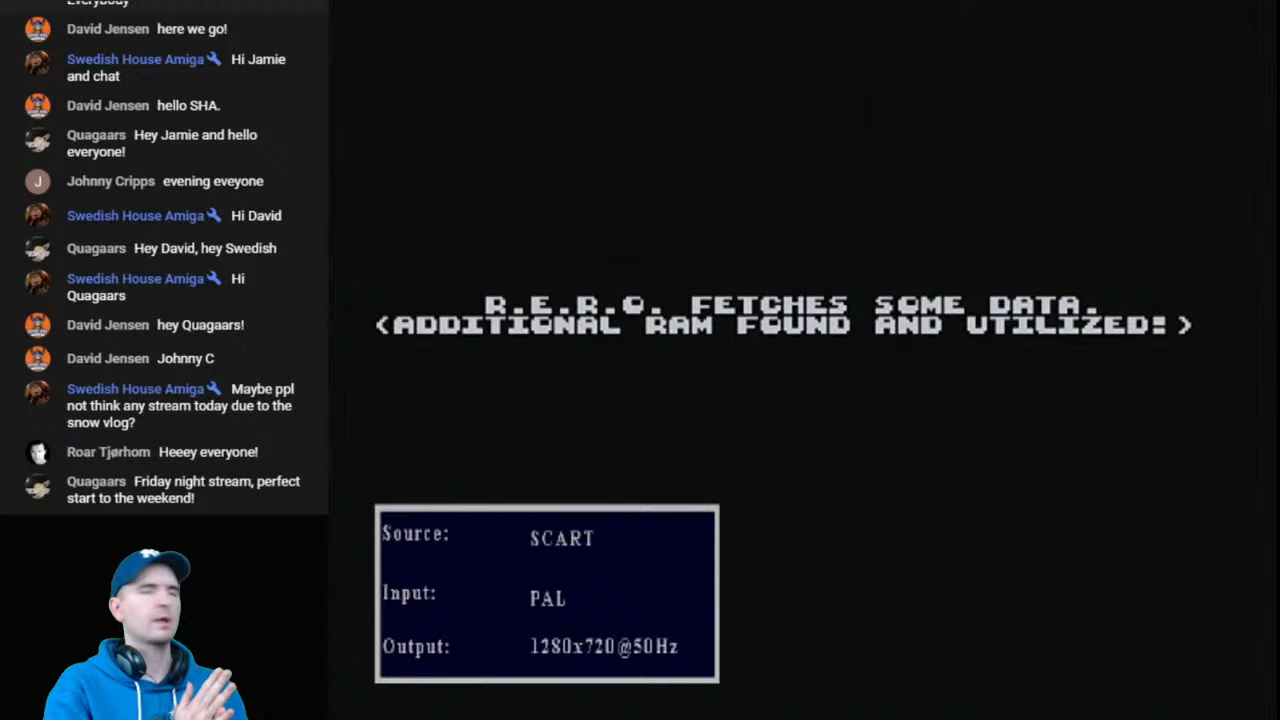 Everybody
David Jensen here we go!
Swedish House Amiga Hi Jamie
and chat
David Jensen hello SHA.
Quagaars Hey Jamie and hello
everyone!
J Johnny Cripps evening eveyone
Swedish House Amiga Hi David
Quagaars Hey David, hey Swedish
Swedish House Amiga Hi
Quagaars
David Jensen hey Quagaars!
David Jensen Johnny C
Swedish House Amiga Maybe ppl
not think any stream today due to the
snow vlog?
Roar Tjørhom Heeey everyone!
Quagaars Friday night stream, perfect
start to the weekend!
R.E.R.O. FETCHES SOME DATA.
(ADDITIONAL RAM FOUND AND UTILIZED!)
Source: SCART
Input: PAL
Output: 1280x720@50Hz